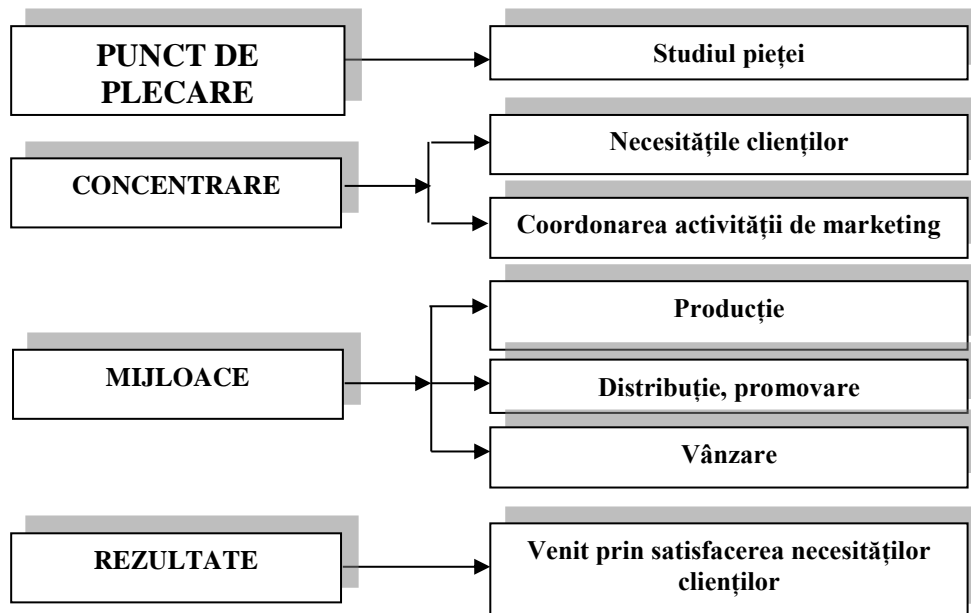 PUNCT DE
PLECARE
Studiul pieței
CONCENTRARE
Necesitățile clienților
Coordonarea activității de marketing
MIJLOACE
Producție
Distribuție, promovare
Vânzare
REZULTATE
Venit prin satisfacerea necesităților
clienților